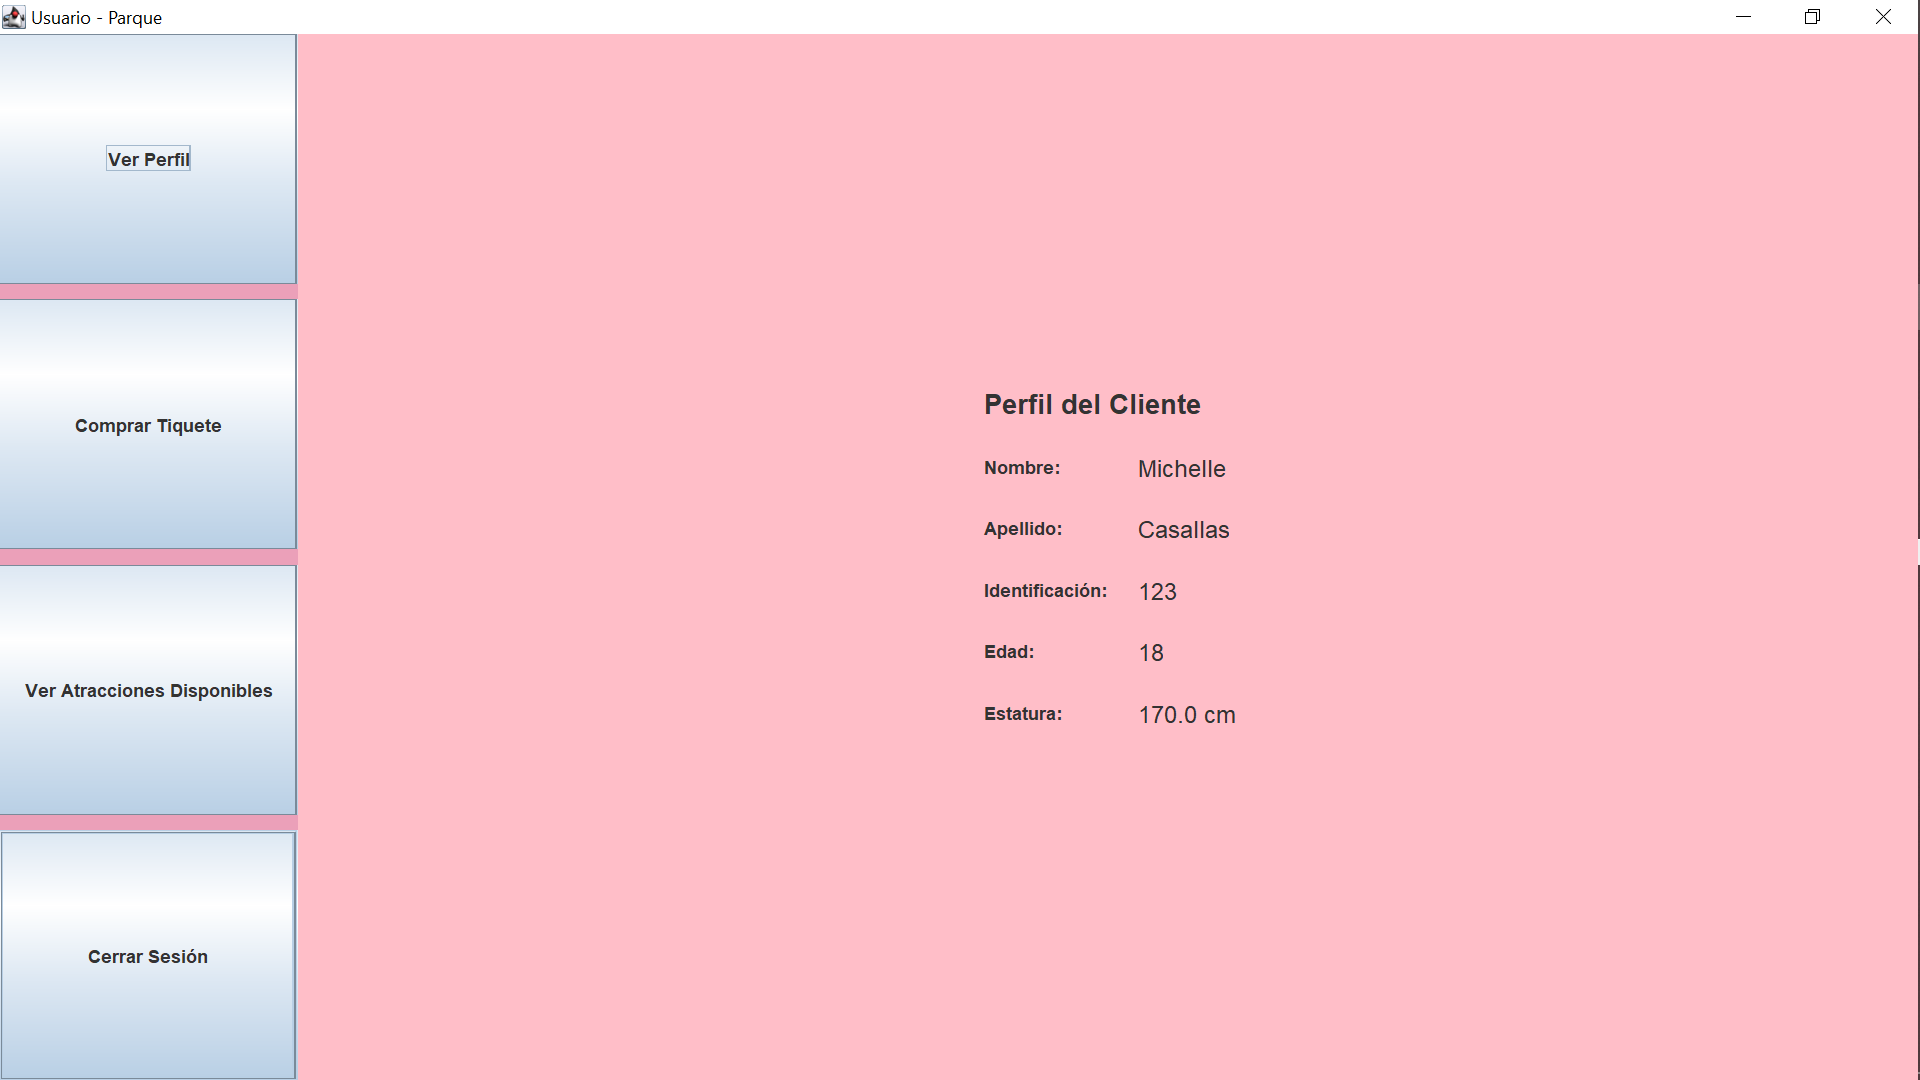 Usuario - Parque
Ver Perfil
Comprar Tiquete
Ver Atracciones Disponibles
Cerrar Sesión
Perfil del Cliente
Nombre: Michelle
Apellido: Casallas
Identificación: 123
Edad: 18
Estatura: 170.0 cm